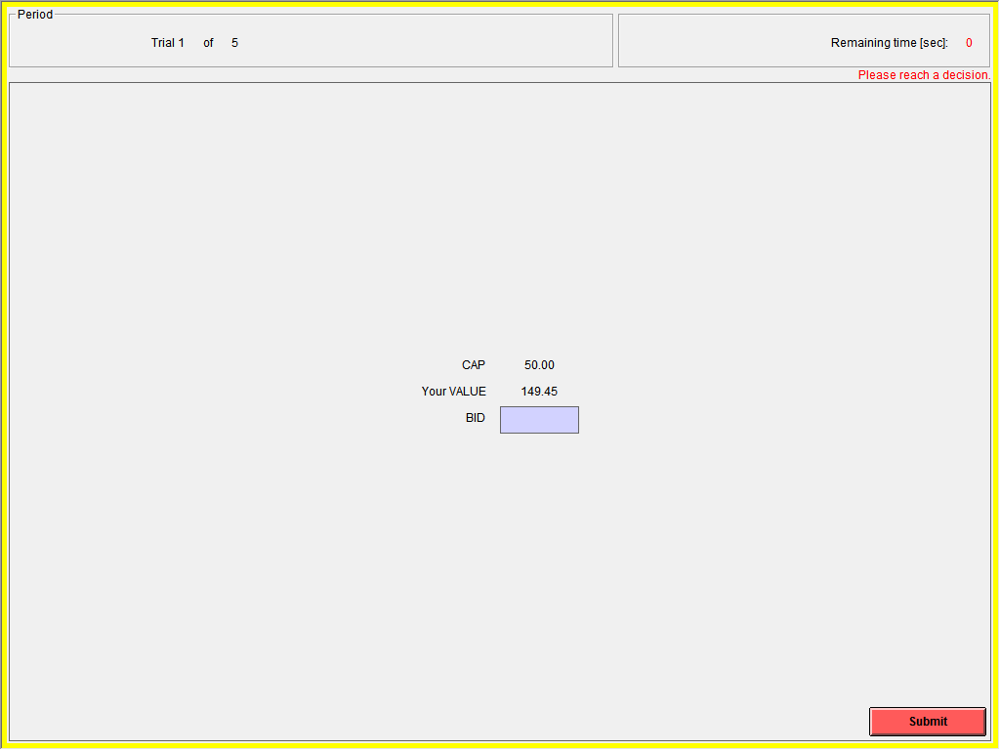 Period
Trial 1 of 5
Remaining time [sec]: 0
Please reach a decision.
CAP 50.00
Your VALUE 149.45
BID
Submit